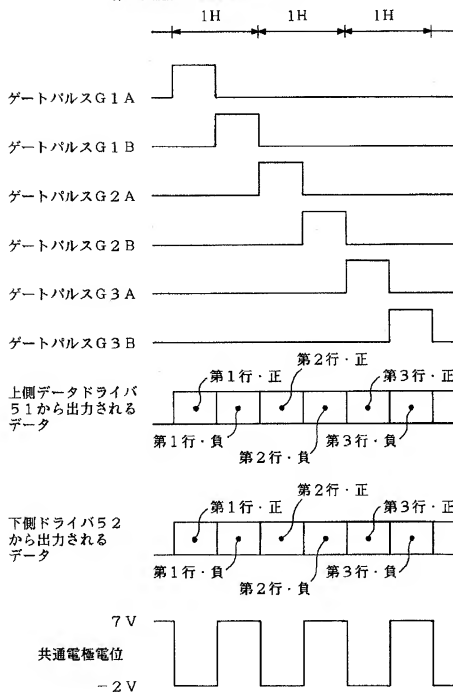 1H 1H 1H
ゲートパルスG1A
ゲートパルスG1B
ゲートパルスG2A
ゲートパルスG2B
ゲートパルスG3A
ゲートパルスG3B
第2行・正
第1行・正 第3行・正
上側データドライバ
51から出力される
データ
第1行・負 第3行・負
第2行・負
第2行・正
第1行・正 第3行・正
下側ドライバ52
から出力される
データ
第1行・負 第3行・負
第2行・負
7V
共通電極電位
-2V